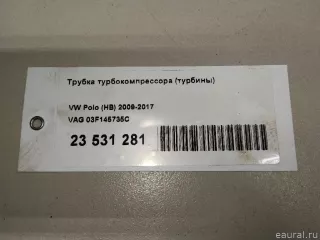 Трубка турбокомпрессора (турбины)
VW Polo (HB) 2009-2017
VAG 03F145735C
23 531 281
eaural.ru